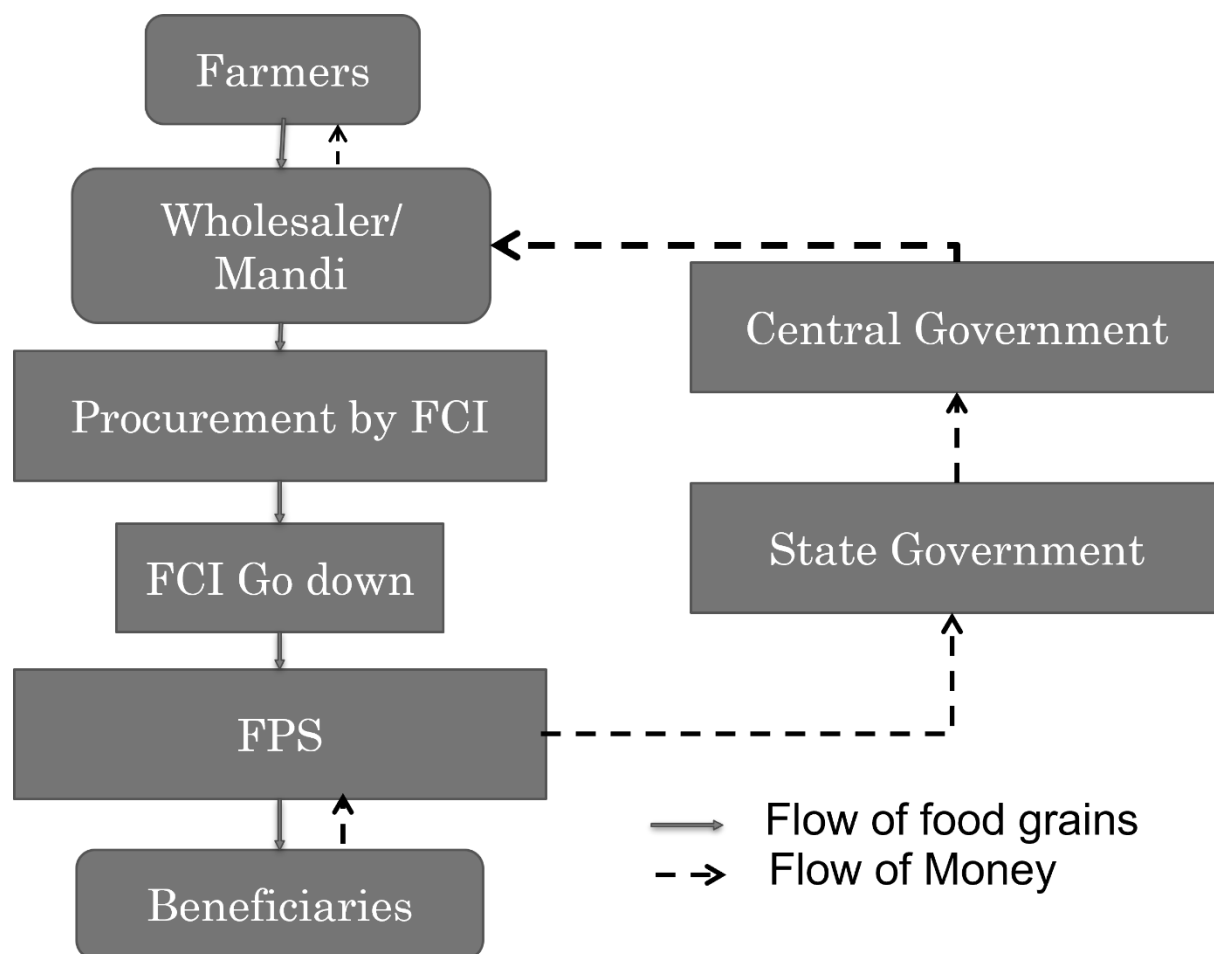 Farmers
Wholesaler/
Mandi
Procurement by FCI
FCI Go down
FPS
Beneficiaries
Central Government
State Government
Flow of food grains
Flow of Money